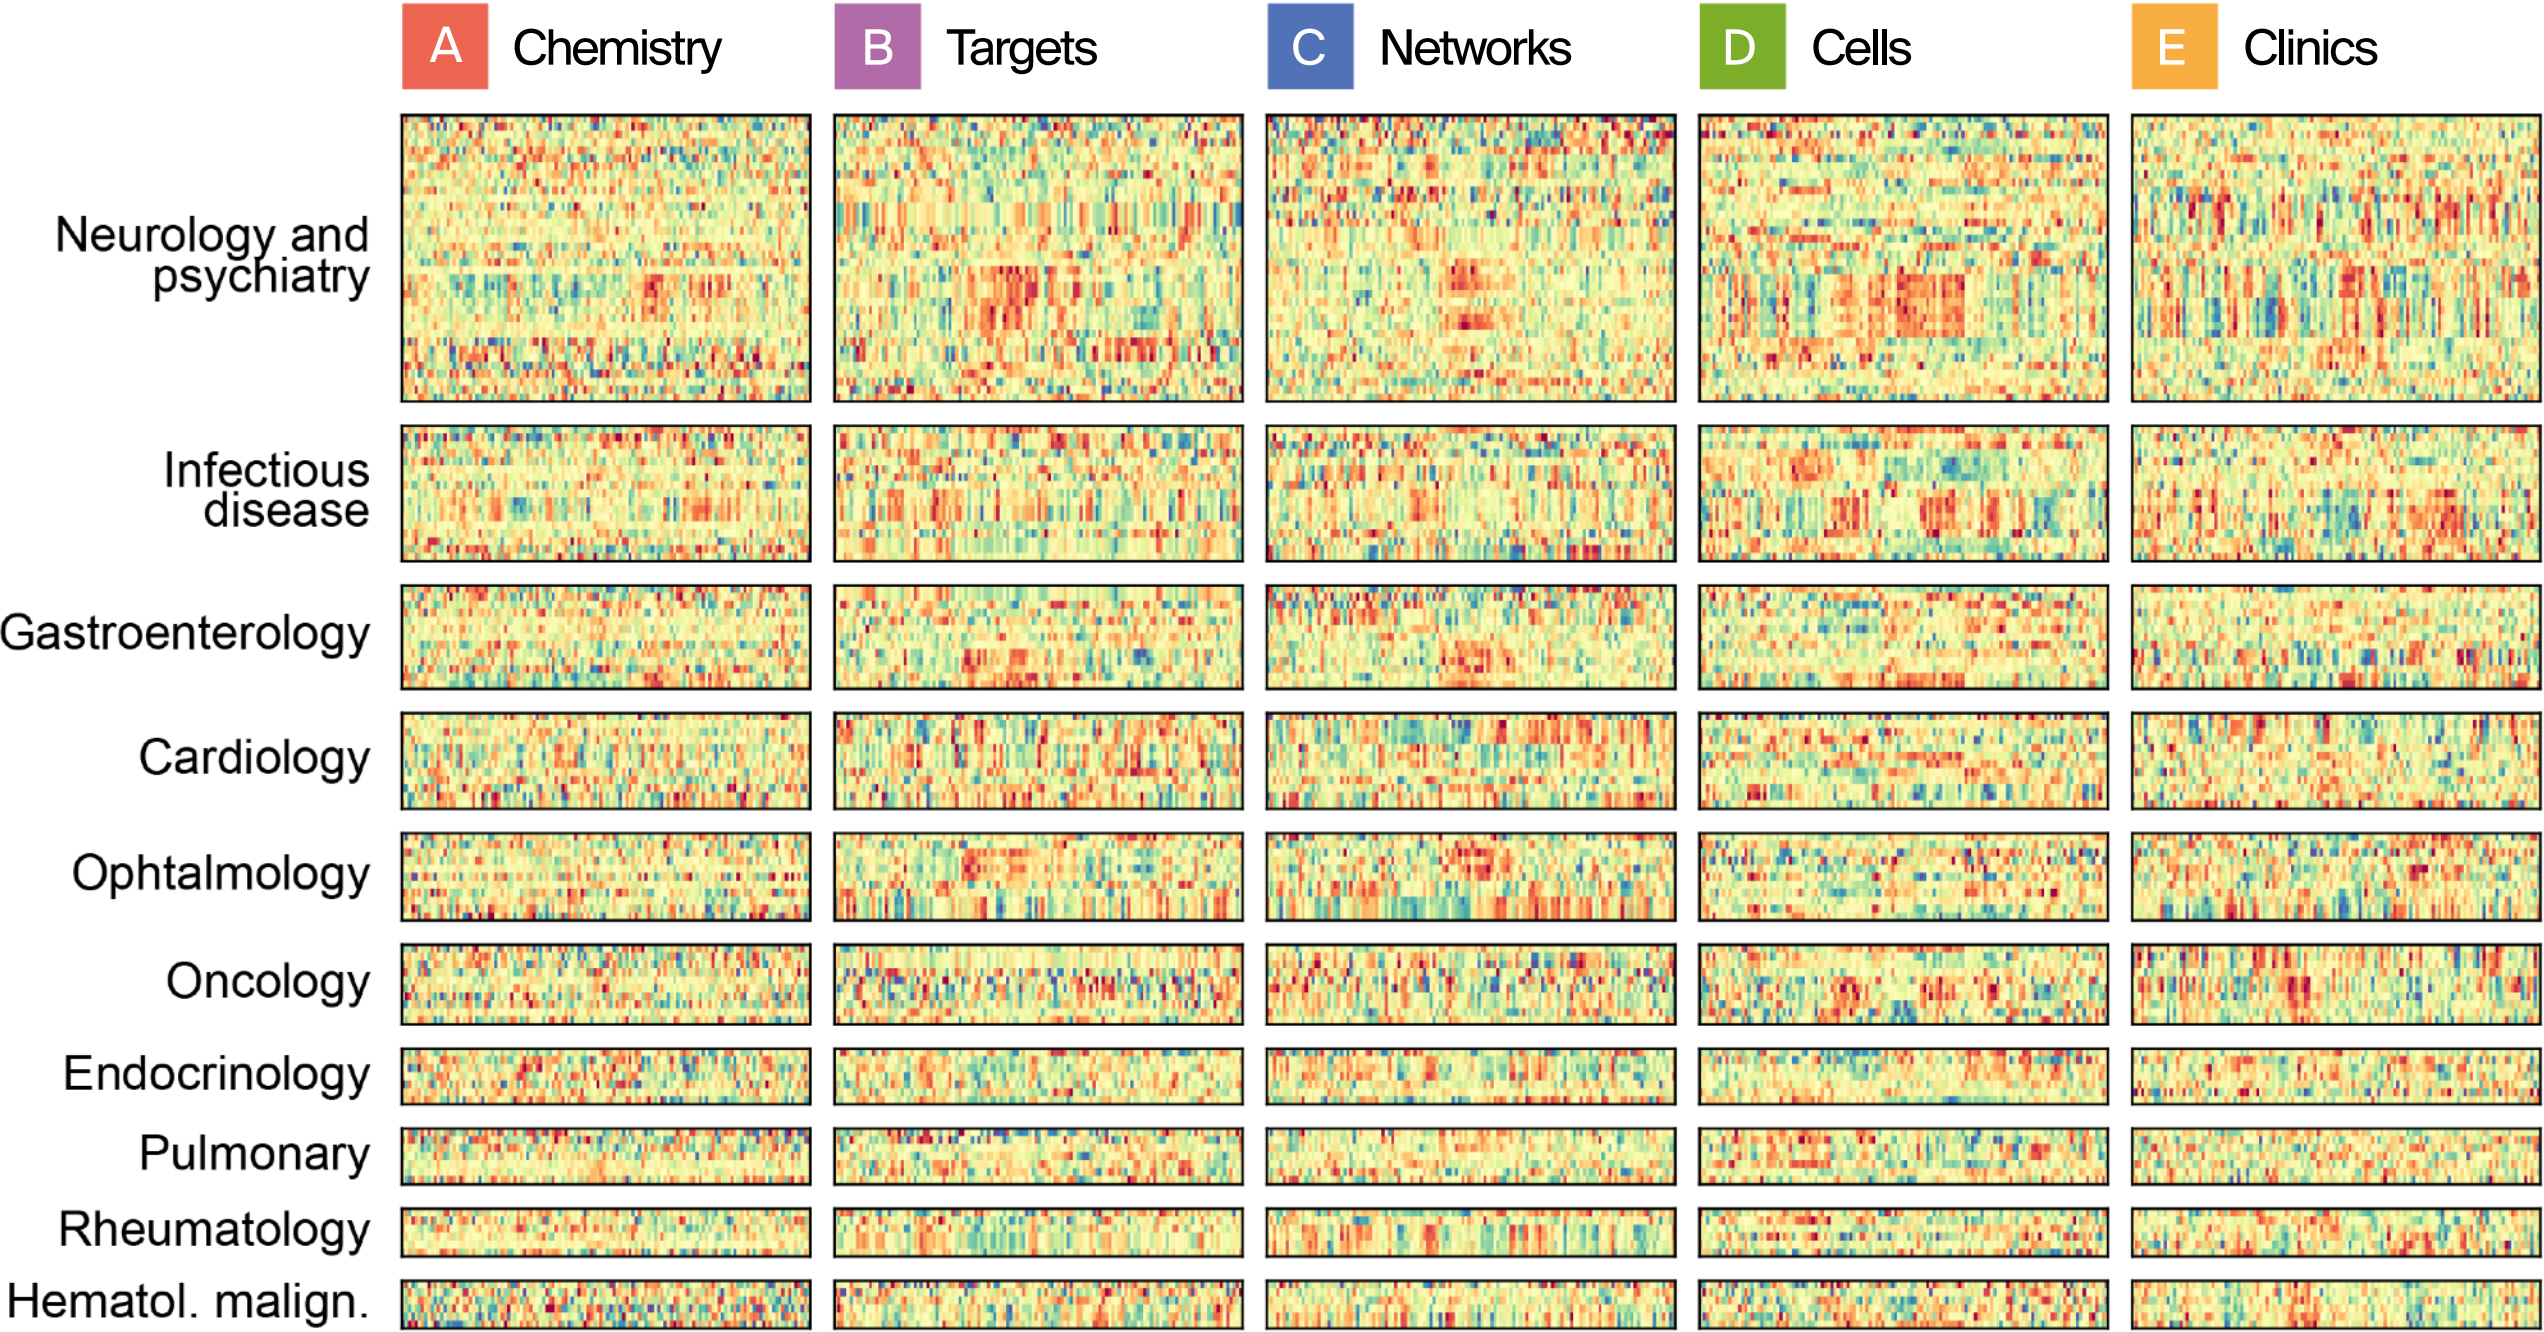 A Chemistry B Targets C Networks D Cells E Clinics
Neurology and
psychiatry
Infectious
disease
Gastroenterology
Cardiology
Ophtalmology
Oncology
Endocrinology
Pulmonary
Rheumatology
Hematol. malign.